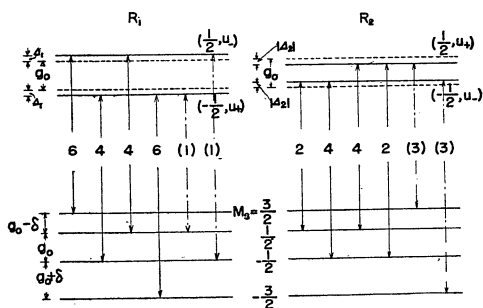 R₁ R₂
(1/2, u₋) (1/2, u₊)
Δ₁ |Δ₂|
g₀ g₀
Δ₁ |Δ₂|
(-1/2, u₊) (-1/2, u₋)
6 4 4 6 (1) (1) 2 4 4 2 (3) (3)
M₃= 3/2
g₀-δ
1/2
g₀
-1/2
g₀+δ
-3/2